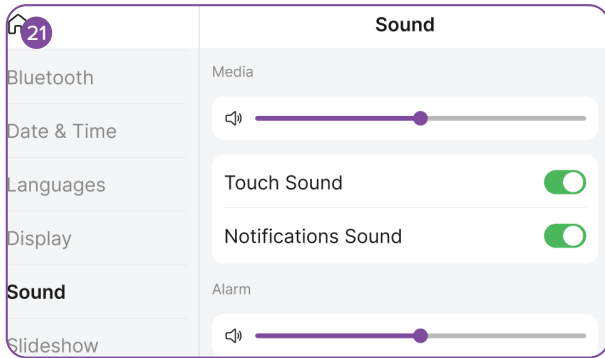 21
Sound
Bluetooth
Date & Time
Languages
Display
Sound
Slideshow
Media
Touch Sound
Notifications Sound
Alarm